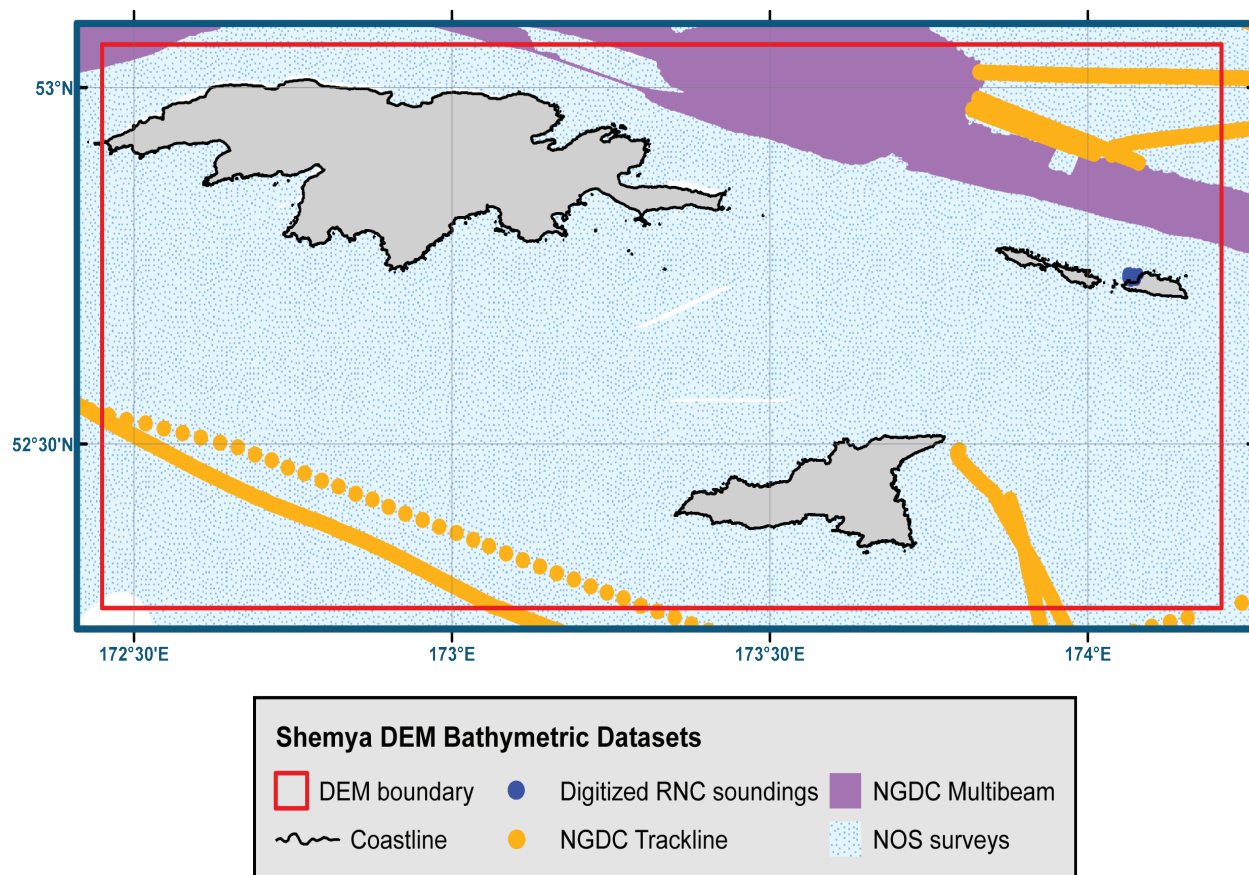 53°N
52°30'N
172°30'E
173°E
173°30'E
174°E
Shemya DEM Bathymetric Datasets
DEM boundary
Digitized RNC soundings
NGDC Multibeam
Coastline
NGDC Trackline
NOS surveys